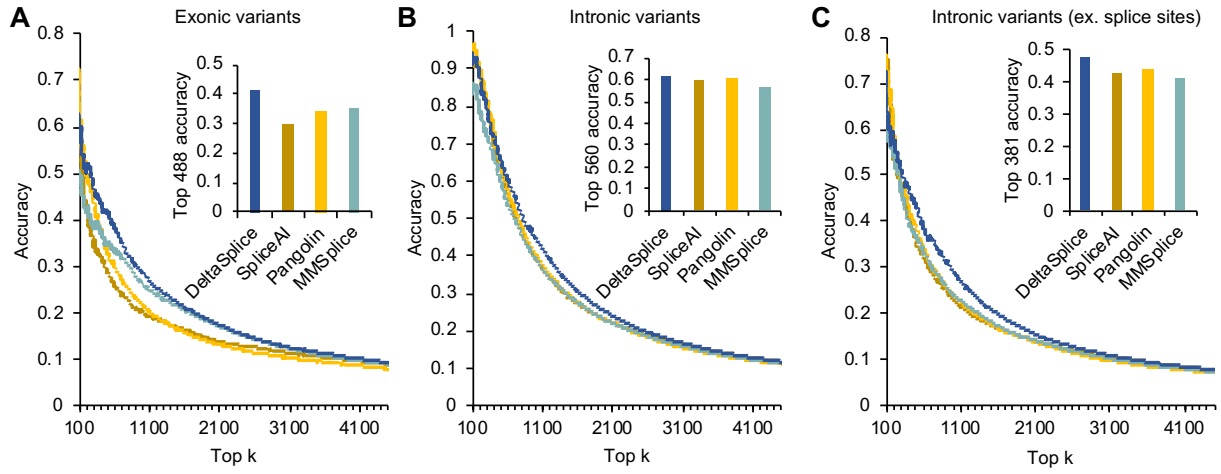 A
Exonic variants
0.8
0.7
0.6
0.5
0.4
0.3
0.2
0.1
0
Accuracy
100
1100
2100
3100
4100
Top k
0.5
0.4
0.3
0.2
0.1
0
Top 488 accuracy
DeltaSplice
SpliceAI
Pangolin
MMSplice
B
Intronic variants
1
0.9
0.8
0.7
0.6
0.5
0.4
0.3
0.2
0.1
0
Accuracy
100
1100
2100
3100
4100
Top k
0.7
0.6
0.5
0.4
0.3
0.2
0.1
0
Top 560 accuracy
DeltaSplice
SpliceAI
Pangolin
MMSplice
C
Intronic variants (ex. splice sites)
0.8
0.7
0.6
0.5
0.4
0.3
0.2
0.1
0
Accuracy
100
1100
2100
3100
4100
Top k
0.5
0.4
0.3
0.2
0.1
0
Top 381 accuracy
DeltaSplice
SpliceAI
Pangolin
MMSplice